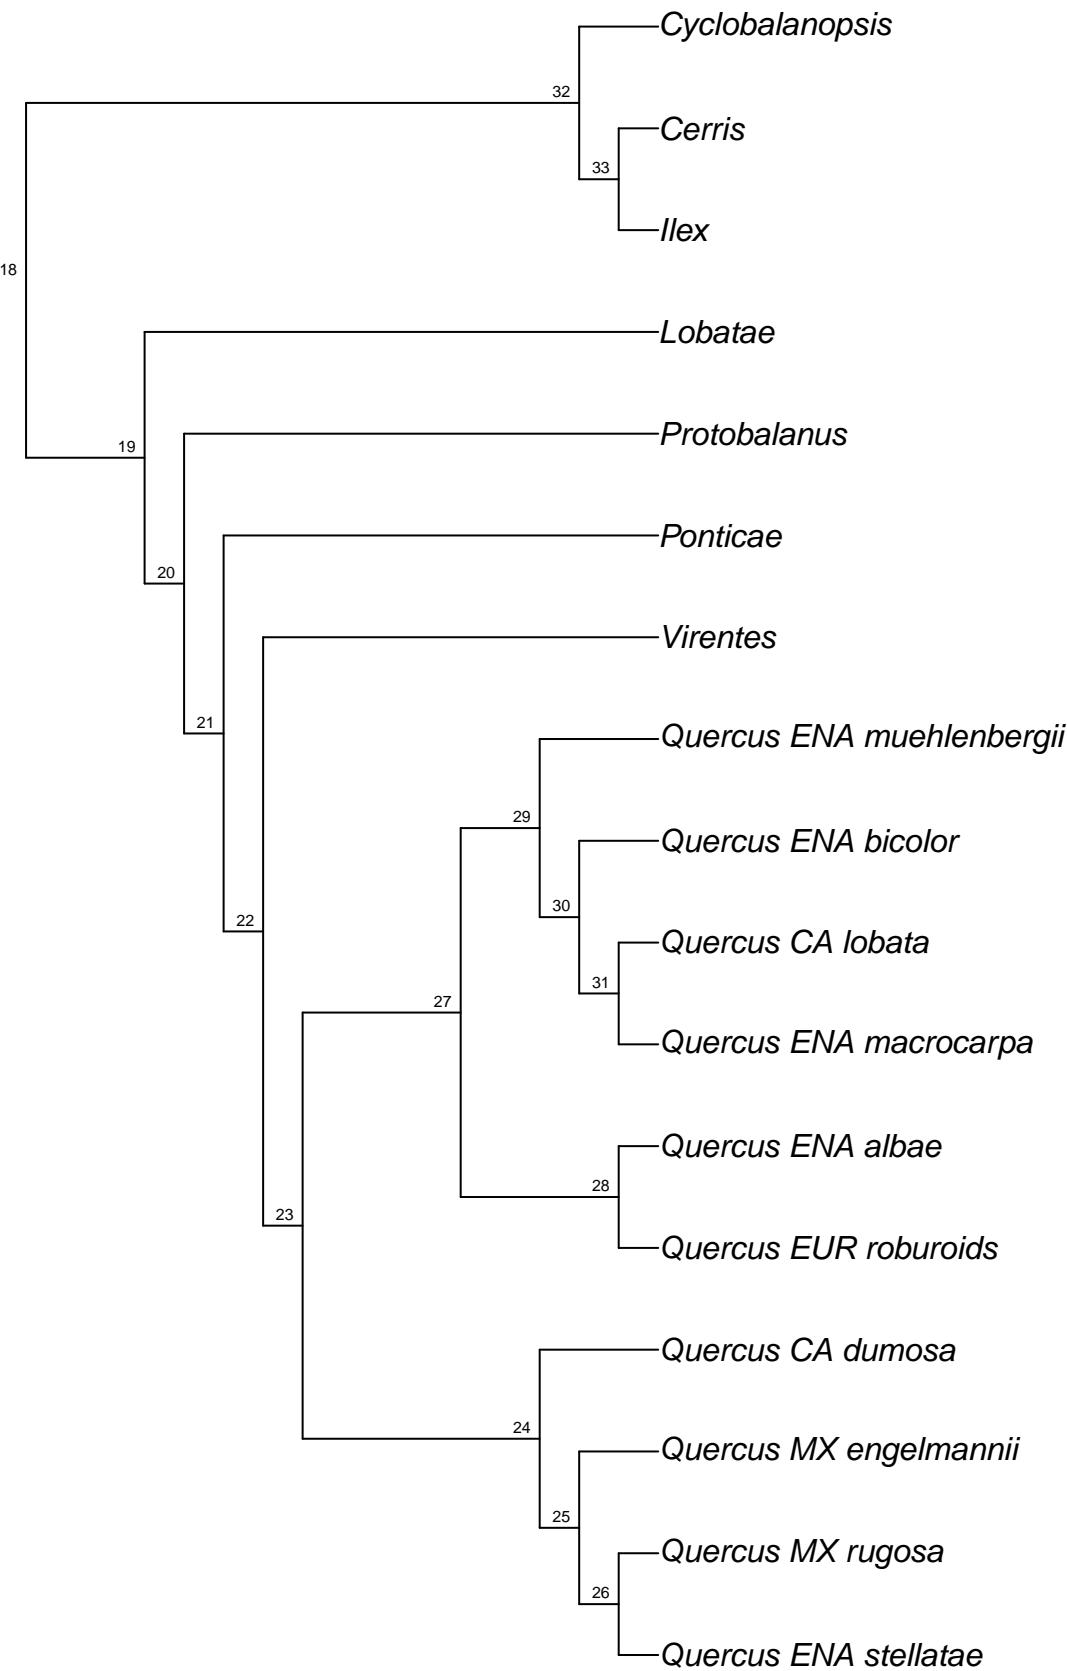 Cyclobalanopsis
32
Cerris
33
Ilex
18
Lobatae
Protobalanus
19
Ponticae
20
Virentes
21
Quercus ENA muehlenbergii
29
Quercus ENA bicolor
30
22
Quercus CA lobata
31
27
Quercus ENA macrocarpa
Quercus ENA albae
28
23
Quercus EUR roburoids
Quercus CA dumosa
24
Quercus MX engelmannii
25
Quercus MX rugosa
26
Quercus ENA stellatae